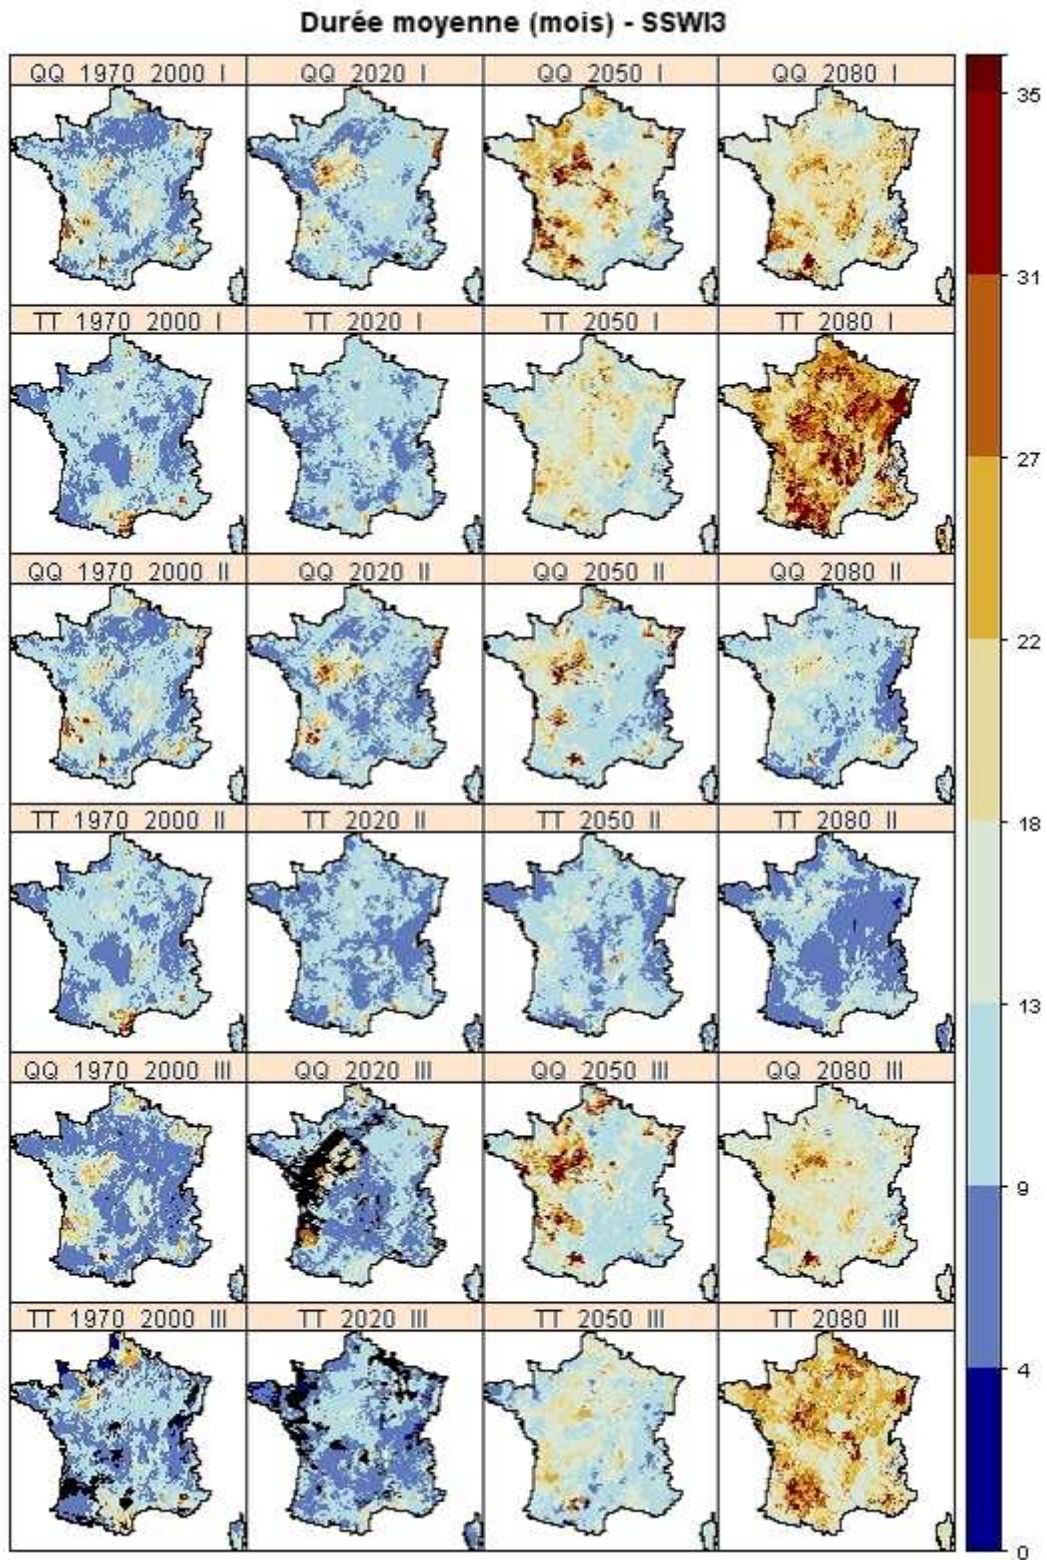 Durée moyenne (mois) - SSWI3
QQ 1970 2000 I
QQ 2020 I
QQ 2050 I
QQ 2080 I
TT 1970 2000 I
TT 2020 I
TT 2050 I
TT 2080 I
QQ 1970 2000 II
QQ 2020 II
QQ 2050 II
QQ 2080 II
TT 1970 2000 II
TT 2020 II
TT 2050 II
TT 2080 II
QQ 1970 2000 III
QQ 2020 III
QQ 2050 III
QQ 2080 III
TT 1970 2000 III
TT 2020 III
TT 2050 III
TT 2080 III
35
31
27
22
18
13
9
4
0